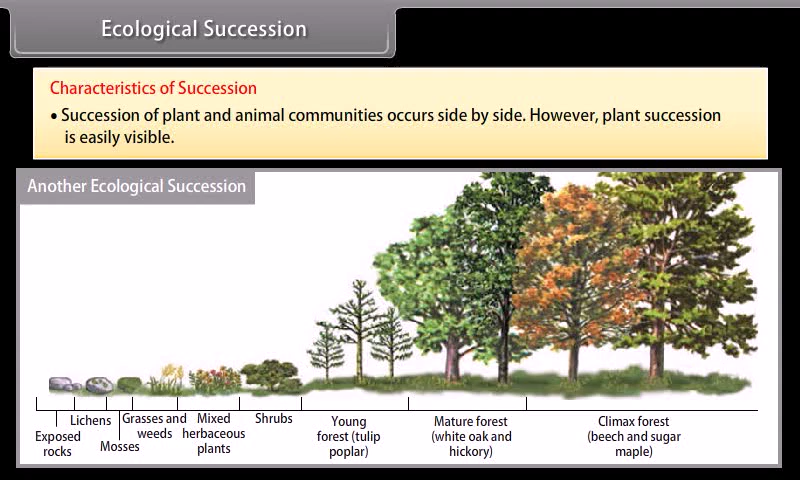 Ecological Succession
Characteristics of Succession
• Succession of plant and animal communities occurs side by side. However, plant succession
is easily visible.
Another Ecological Succession
Exposed
rocks
Lichens
Mosses
Grasses and
weeds
Mixed
herbaceous
plants
Shrubs
Young
forest (tulip
poplar)
Mature forest
(white oak and
hickory)
Climax forest
(beech and sugar
maple)